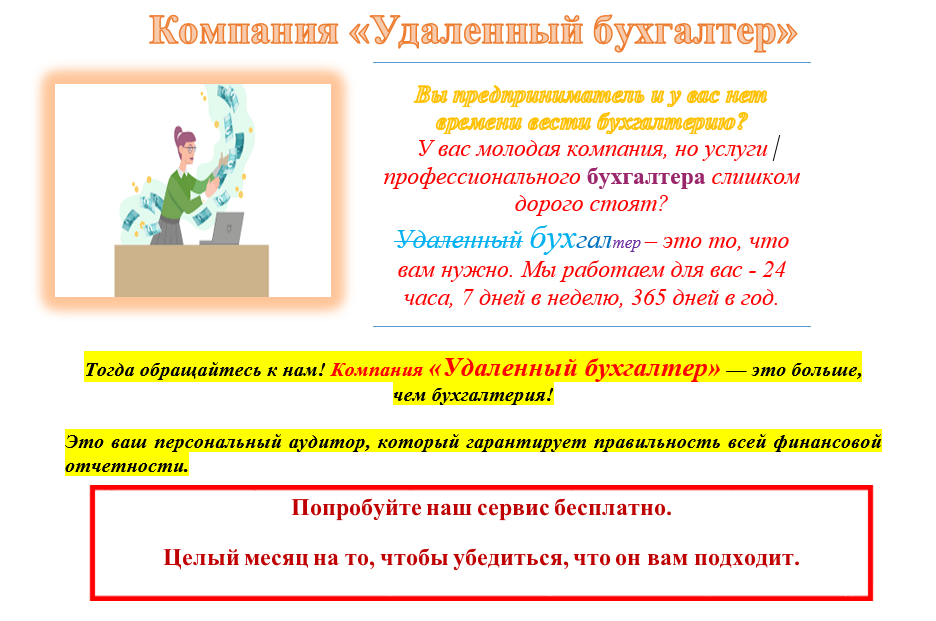 Компания «Удаленный бухгалтер»
Вы предприниматель и у вас нет
времени вести бухгалтерию?
У вас молодая компания, но услуги
профессионального бухгалтера слишком
дорого стоят?
Удаленный бухгалтер – это то, что
вам нужно. Мы работаем для вас - 24
часа, 7 дней в неделю, 365 дней в год.
Тогда обращайтесь к нам! Компания «Удаленный бухгалтер» — это больше,
чем бухгалтерия!
Это ваш персональный аудитор, который гарантирует правильность всей финансовой
отчетности.
Попробуйте наш сервис бесплатно.
Целый месяц на то, чтобы убедиться, что он вам подходит.